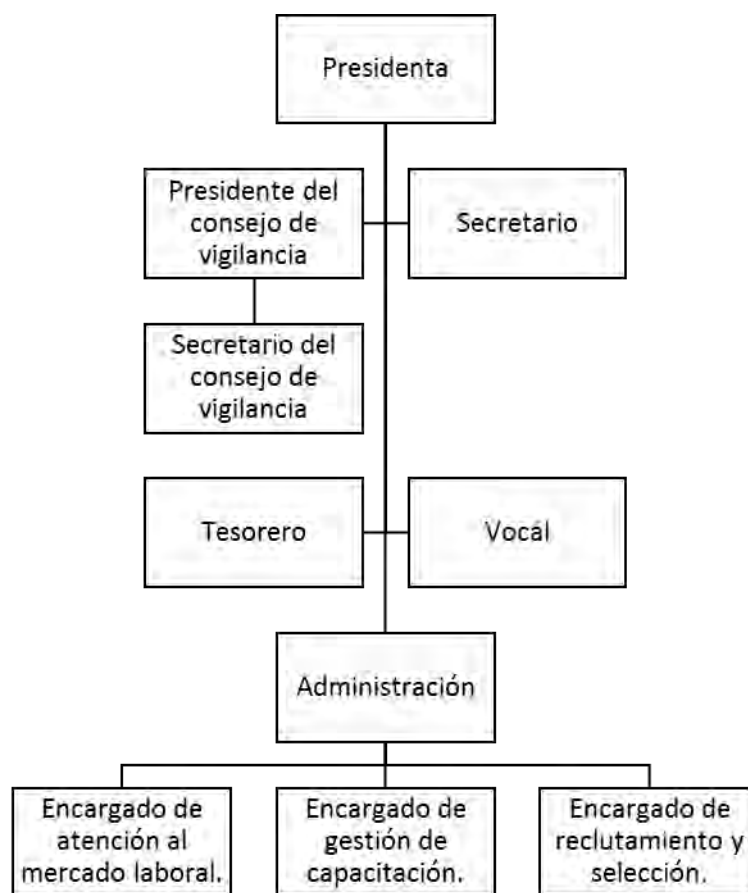 Presidenta
Presidente del
consejo de
vigilancia
Secretario
Secretario del
consejo de
vigilancia
Tesorero
Vocal
Administración
Encargado de
atención al
mercado laboral.
Encargado de
gestión de
capacitación.
Encargado de
reclutamiento y
selección.